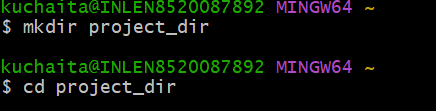 kuchaita@INLEN8520087892 MINGW64 ~
$ mkdir project_dir
kuchaita@INLEN8520087892 MINGW64 ~
$ cd project_dir